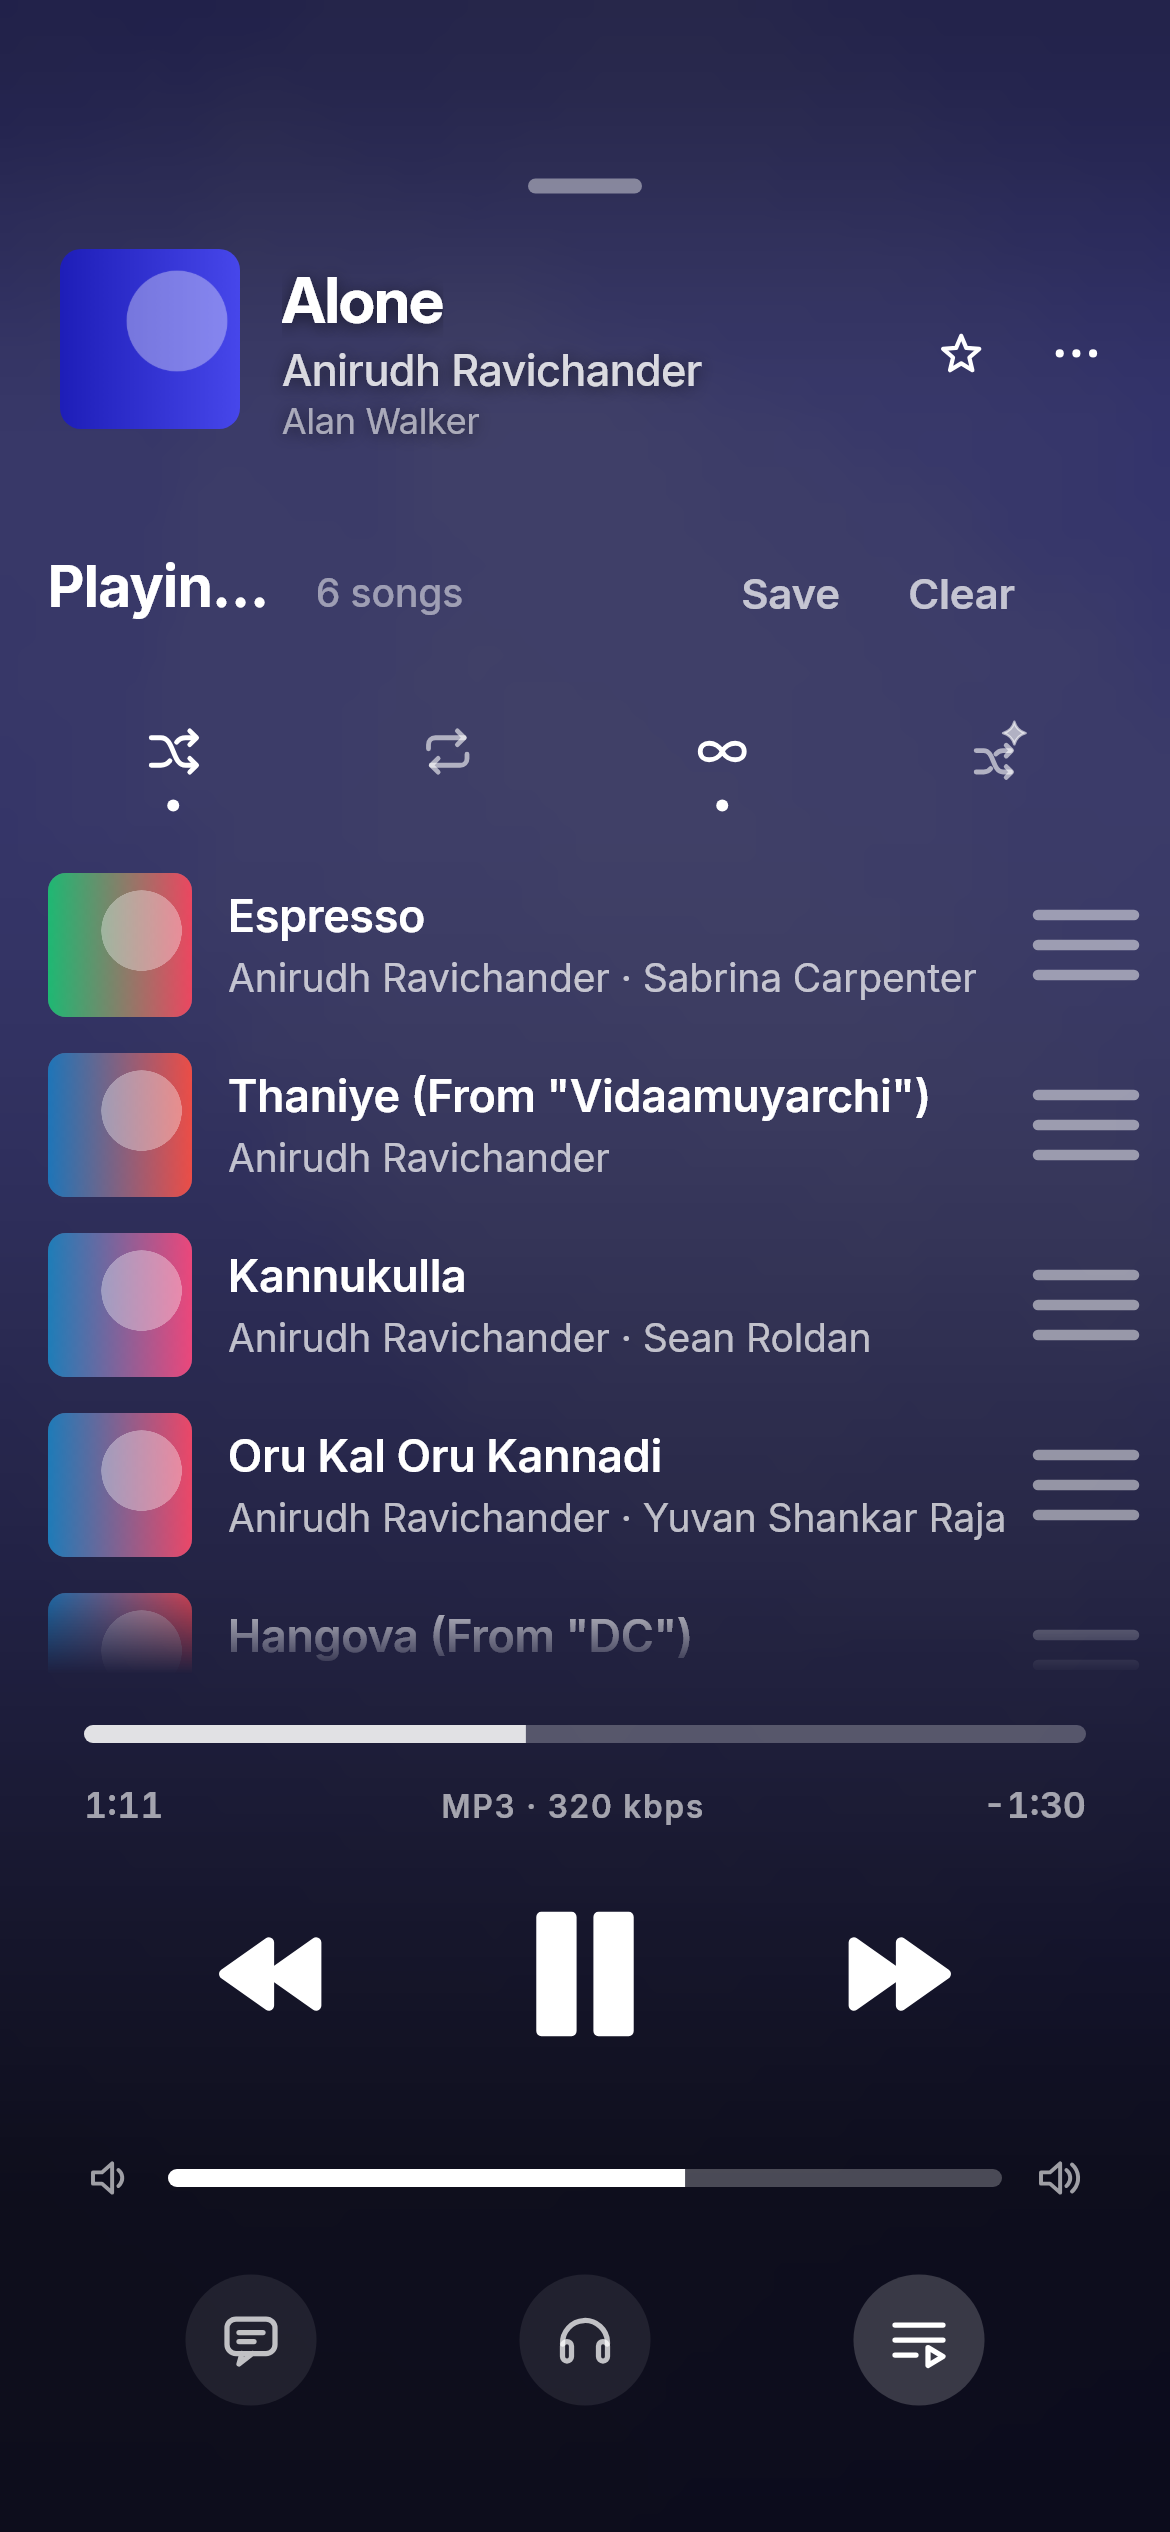 Alone
Anirudh Ravichander
Alan Walker
Playin...
6 songs
Save
Clear
Espresso
Anirudh Ravichander · Sabrina Carpenter
Thaniye (From "Vidaamuyarchi")
Anirudh Ravichander
Kannukulla
Anirudh Ravichander · Sean Roldan
Oru Kal Oru Kannadi
Anirudh Ravichander · Yuvan Shankar Raja
Hangova (From "DC")
1:11
MP3 · 320 kbps
-1:30